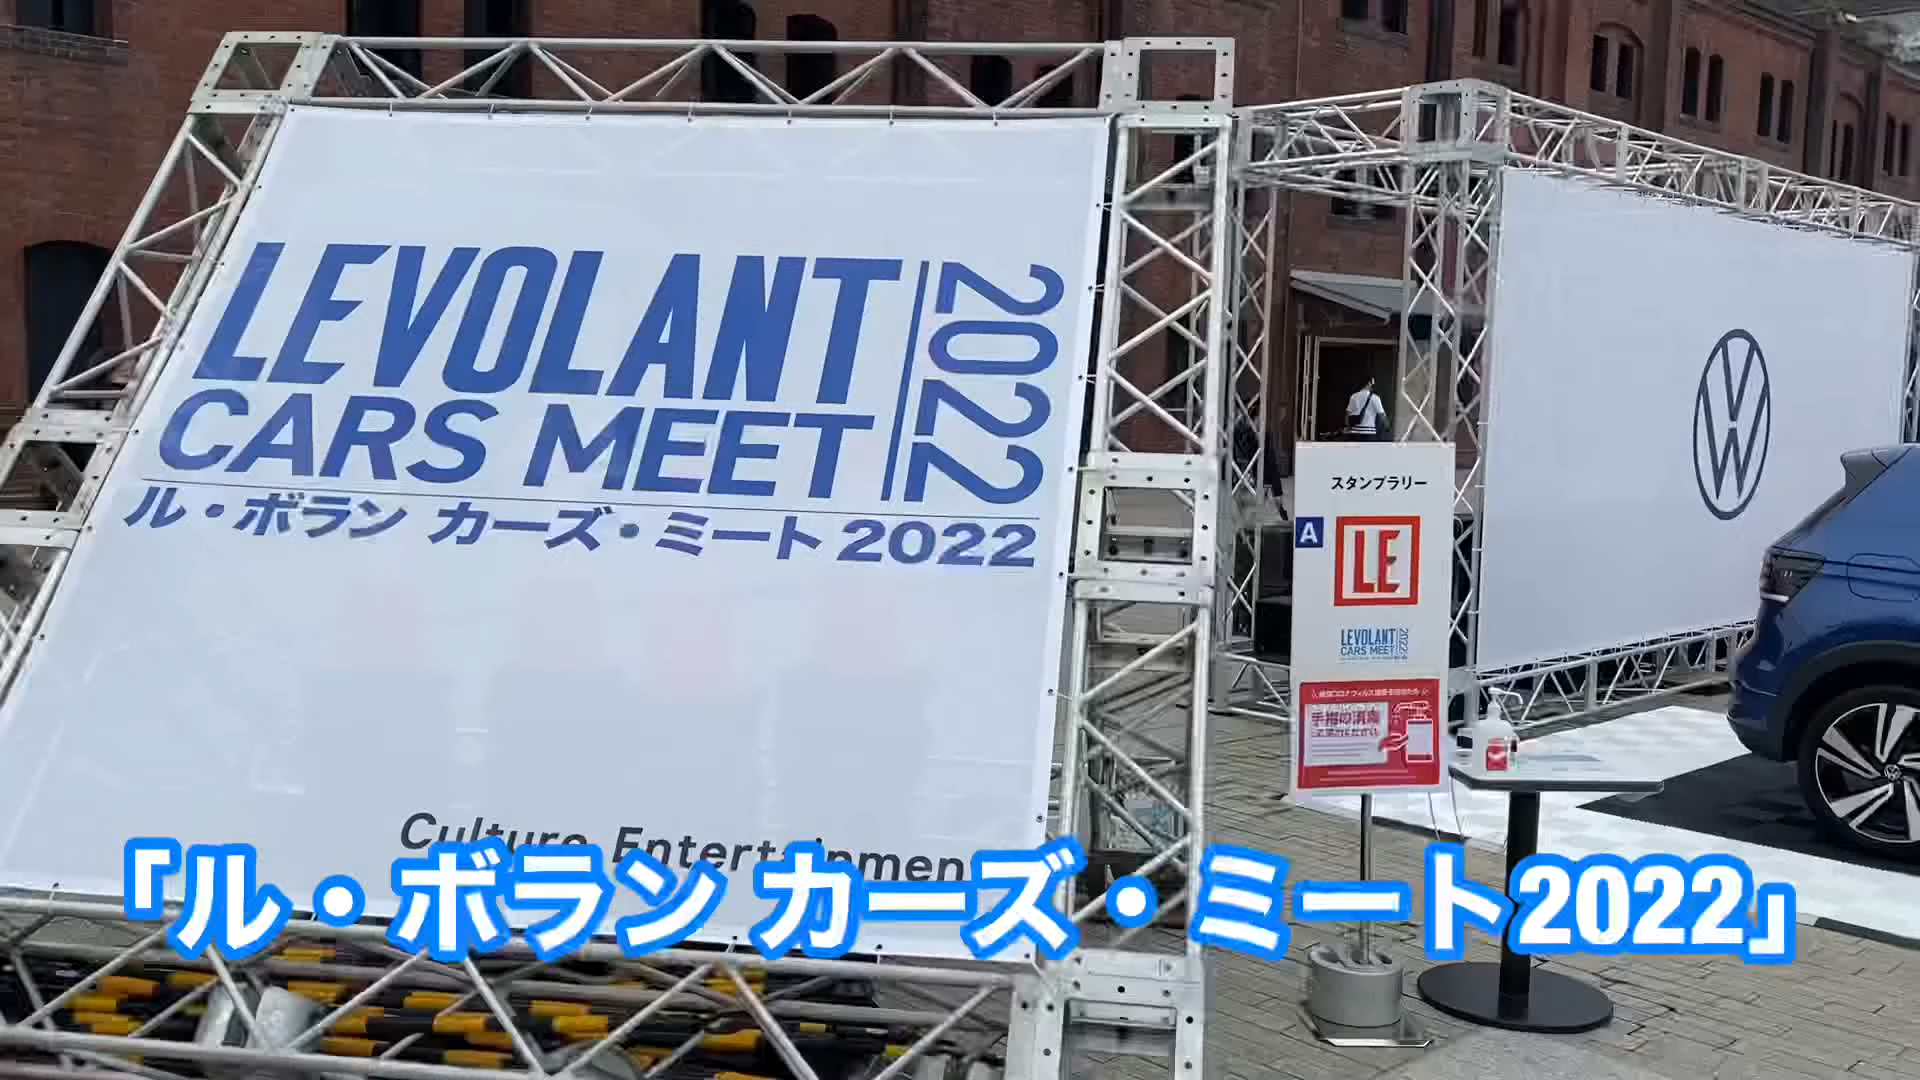 LEVOLANT
CARS MEET
2022
ル・ボラン カーズ・ミート 2022
Culture Entertainmen
スタンプラリー
A
LE
LEVOLANT
CARS MEET
2022
手指の消毒
「ル・ボラン カーズ・ミート2022」